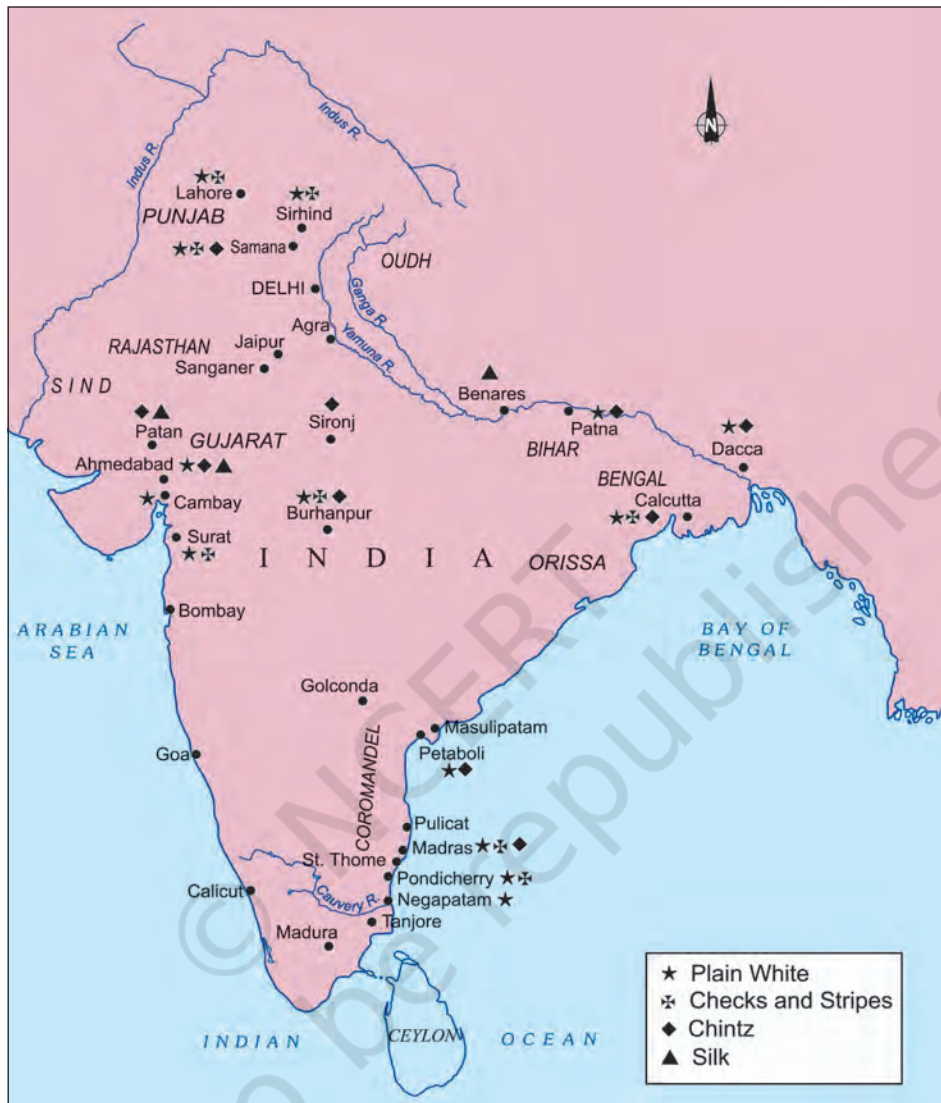 N
Indus R.
Indus R.
Lahore
PUNJAB
Sirhind
Samana
OUDH
DELHI
Ganga R.
Agra
Yamuna R.
RAJASTHAN
Jaipur
Sanganer
SIND
Benares
Patan
GUJARAT
Sironj
Patna
BIHAR
Dacca
Ahmedabad
BENGAL
Cambay
Calcutta
Burhanpur
Surat
INDIA
ORISSA
Bombay
ARABIAN
SEA
BAY OF
BENGAL
Golconda
Masulipatam
Petaboli
Goa
COROMANDEL
Pulicat
Madras
St. Thome
Pondicherry
Calicut
Cauvery R.
Negapatam
Tanjore
Madura
INDIAN
CEYLON
OCEAN
Plain White
Checks and Stripes
Chintz
Silk
© NCERT
o be republishe